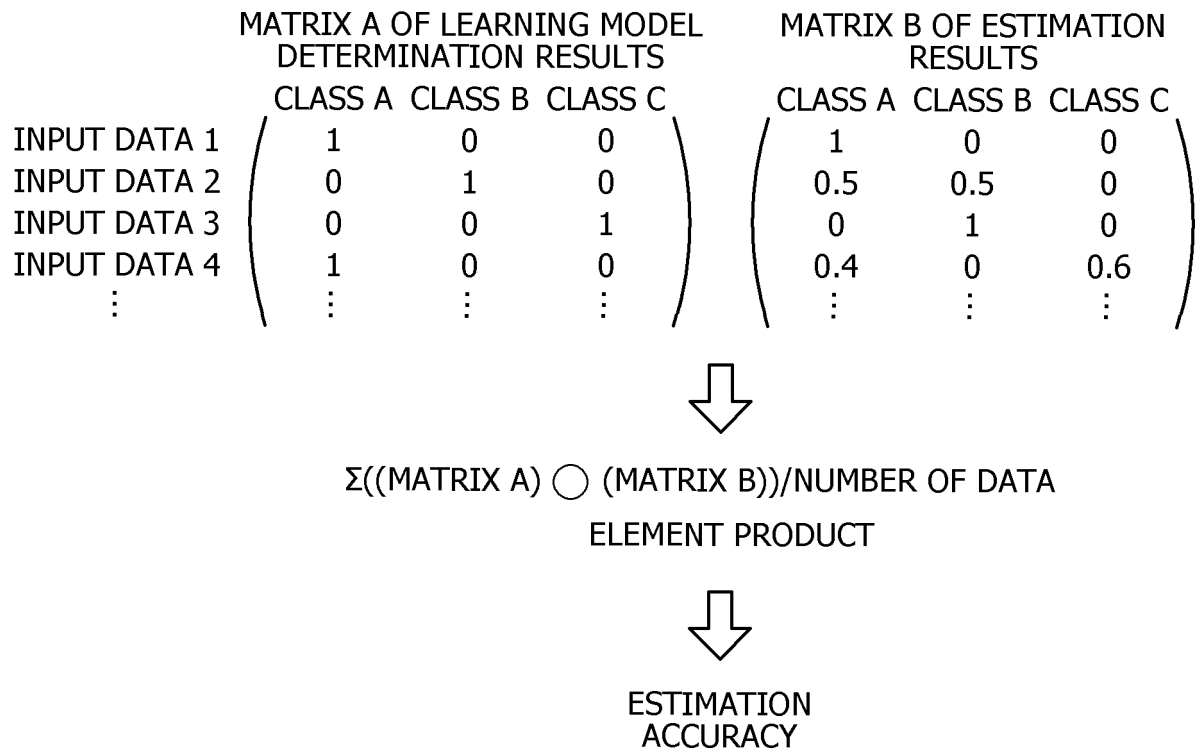 MATRIX A OF LEARNING MODEL DETERMINATION RESULTS
MATRIX B OF ESTIMATION RESULTS
CLASS A CLASS B CLASS C CLASS A CLASS B CLASS C
INPUT DATA 1 1 0 0 1 0 0
INPUT DATA 2 0 1 0 0.5 0.5 0
INPUT DATA 3 0 0 1 0 1 0
INPUT DATA 4 1 0 0 0.4 0 0.6
⋮ ⋮ ⋮ ⋮ ⋮ ⋮ ⋮
Σ((MATRIX A) ◯ (MATRIX B))/NUMBER OF DATA
ELEMENT PRODUCT
ESTIMATION
ACCURACY